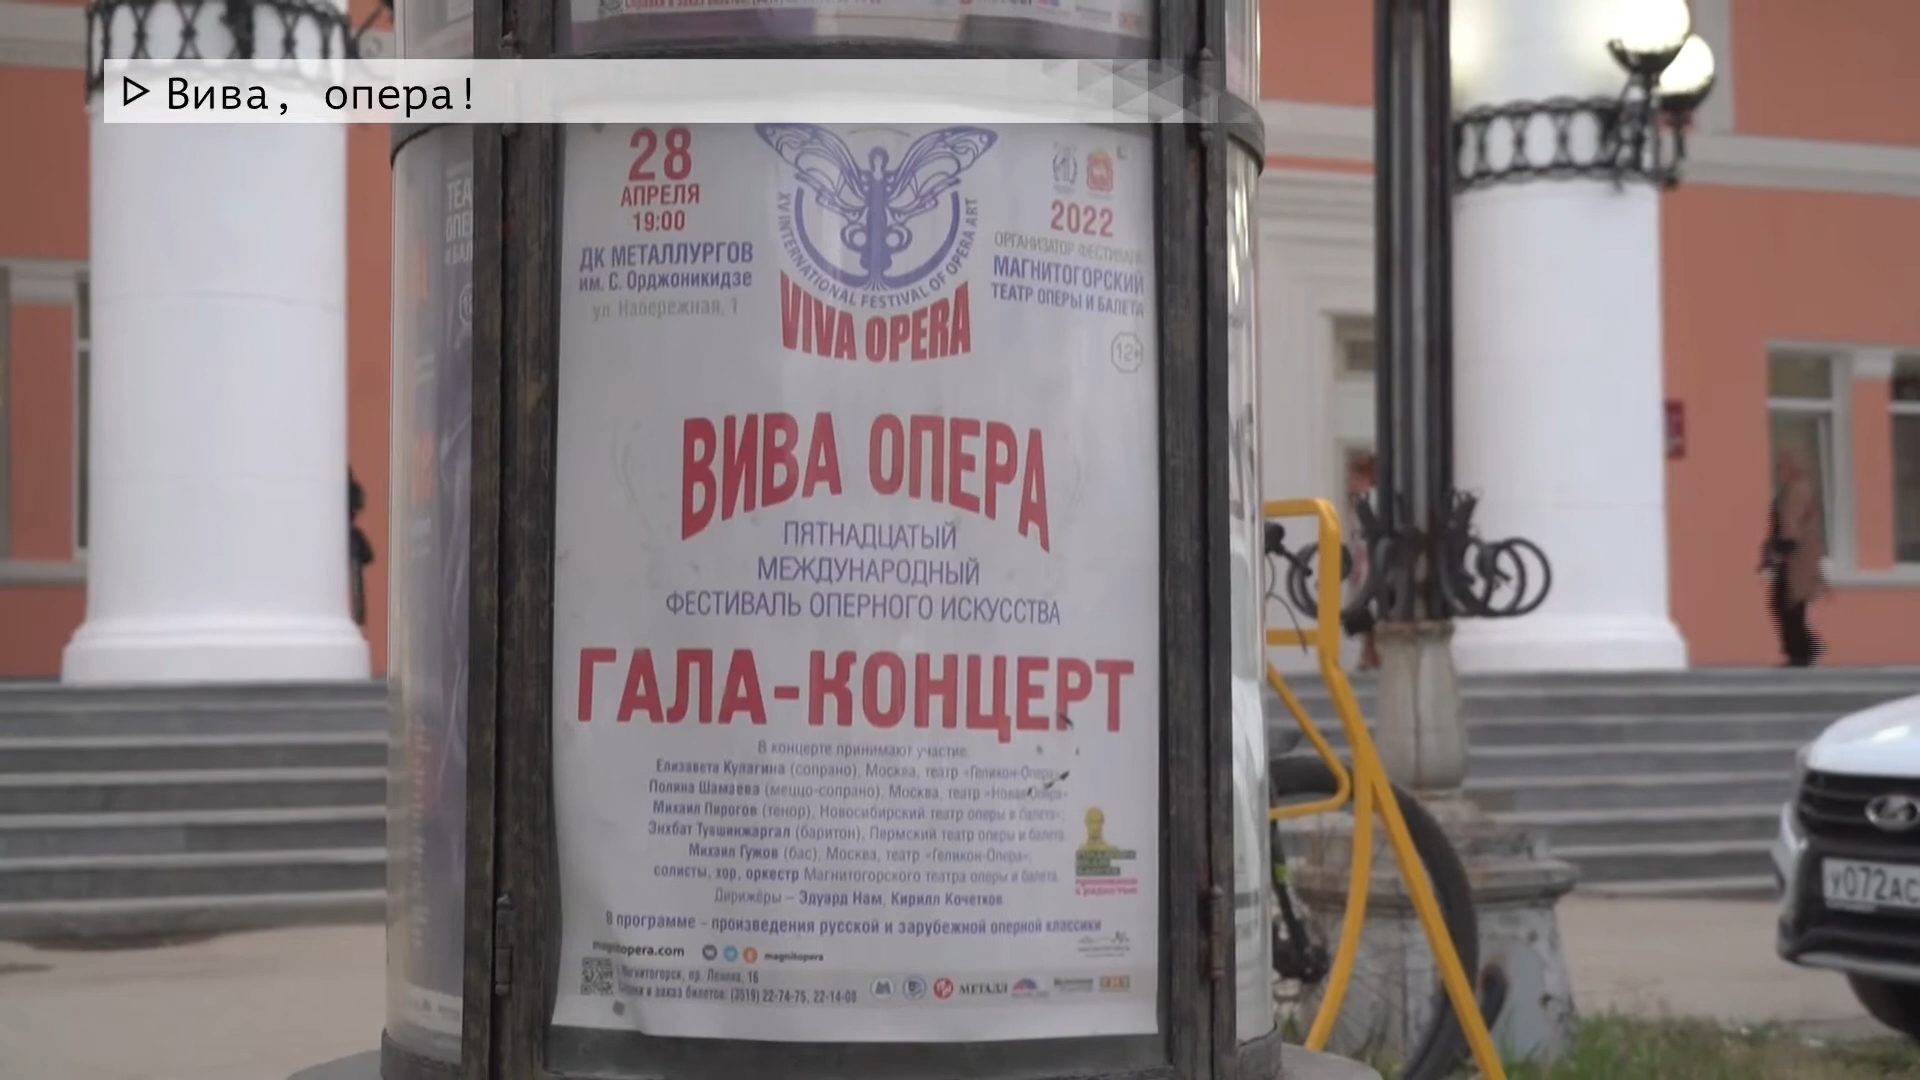 Вива, опера!
28
АПРЕЛЯ
19:00
ДК МЕТАЛЛУРГОВ
им. С. Орджоникидзе
ул. Набережная, 1
XV INTERNATIONAL FESTIVAL OF OPERA ART
VIVA OPERA
2022
ОРГАНИЗАТОР ФЕСТИВАЛЯ
МАГНИТОГОРСКИЙ
ТЕАТР ОПЕРЫ И БАЛЕТА
12+
ВИВА ОПЕРА
ПЯТНАДЦАТЫЙ
МЕЖДУНАРОДНЫЙ
ФЕСТИВАЛЬ ОПЕРНОГО ИСКУССТВА
ГАЛА-КОНЦЕРТ
В концерте принимают участие:
Елизавета Кулагина (сопрано), Москва, театр «Геликон-Опера»
Полина Шамаева (меццо-сопрано), Москва, театр «Новая Опера»
Михаил Пирогов (тенор), Новосибирский театр оперы и балета,
Энхбат Тувшинжаргал (баритон), Пермский театр оперы и балета
Михаил Гужов (бас), Москва, театр «Геликон-Опера»,
солисты, хор, оркестр Магнитогорского театра оперы и балета
Дирижёры – Эдуард Нам, Кирилл Кочетков
В программе – произведения русской и зарубежной оперной классики
magnitopera.com magnitopera
Магнитогорск, пр. Ленина, 16
заказ билетов: (3519) 22-74-75, 22-14-08
МЕТАЛЛ
У072АС